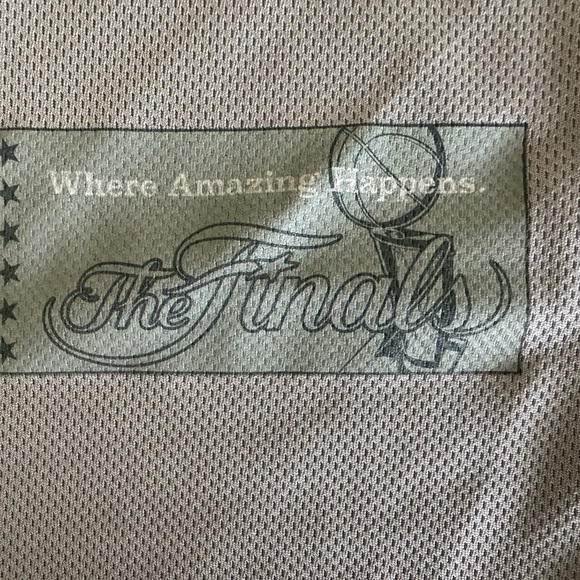 Where Amazing Happens.
The Finals